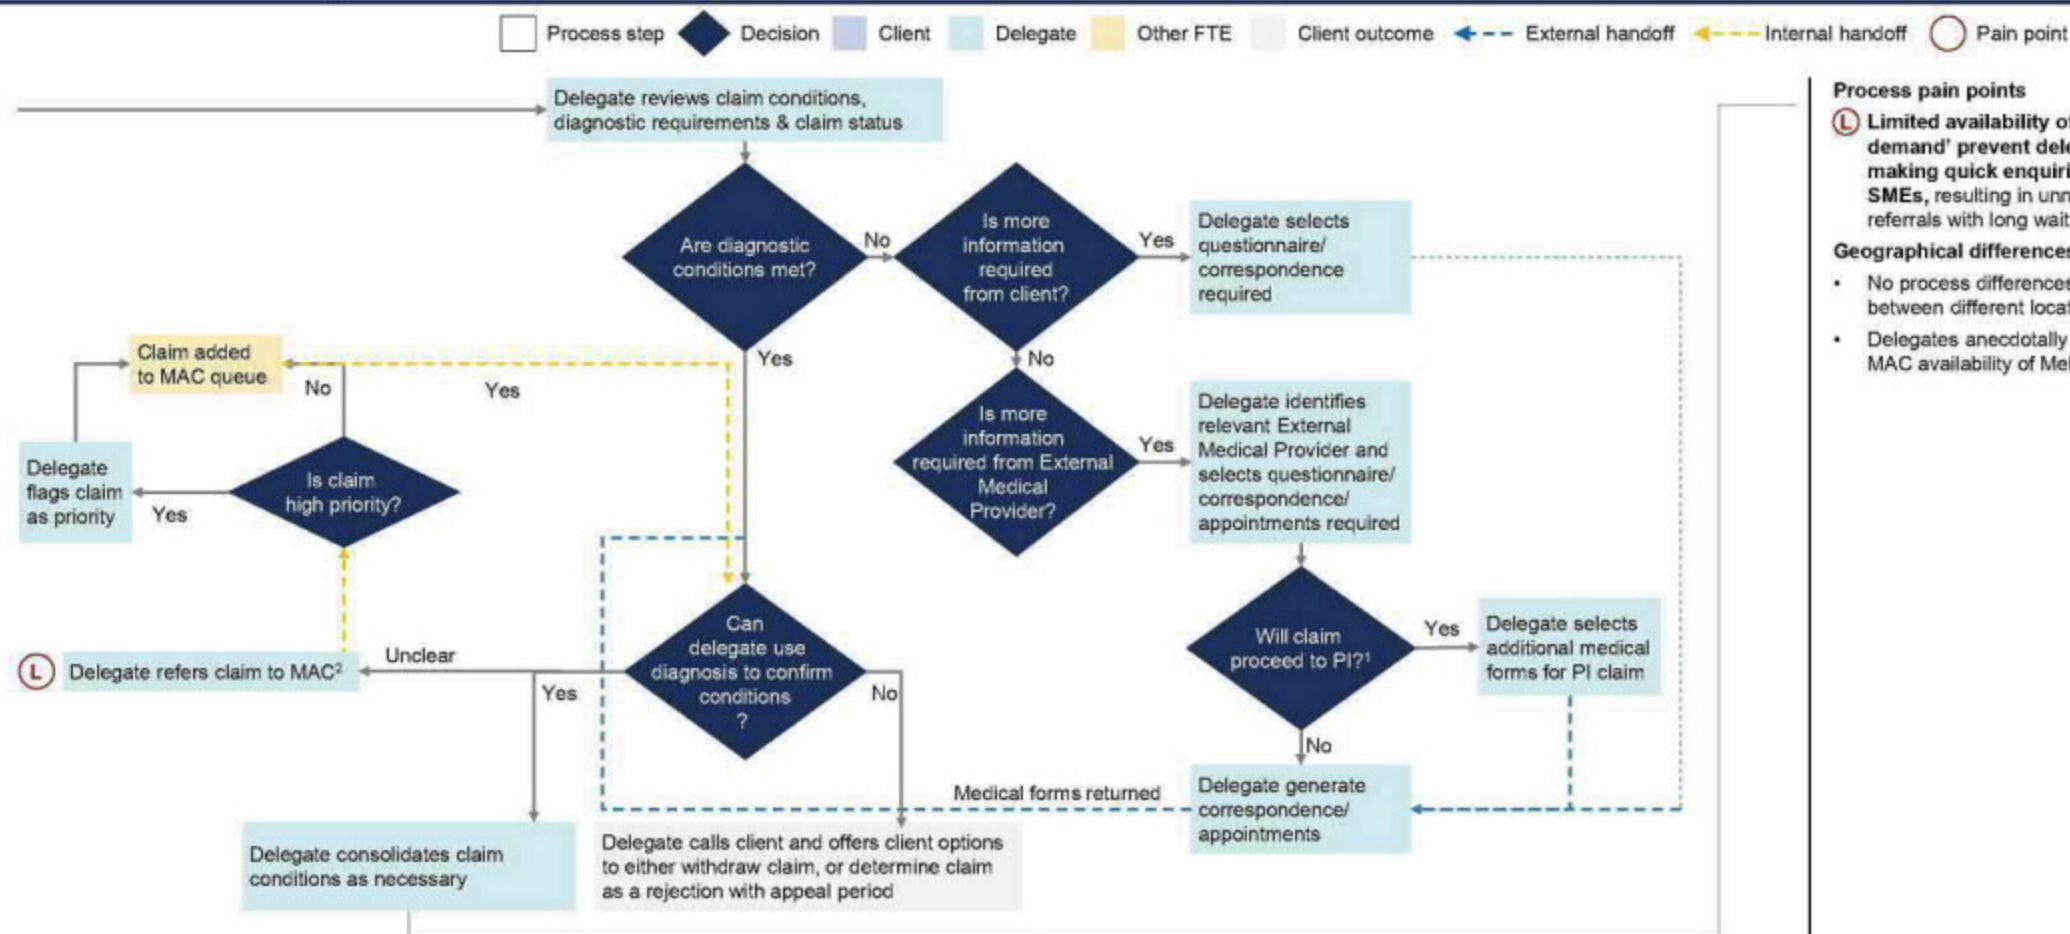 Process step
Decision
Client
Delegate
Other FTE
Client outcome
External handoff
Internal handoff
Pain point
Delegate reviews claim conditions,
diagnostic requirements & claim status
Are diagnostic
conditions met?
No
Is more
information
required
from client?
Yes
Delegate selects
questionnaire/
correspondence
required
Yes
No
Claim added
to MAC queue
No
Yes
Is more
information
required from External
Medical
Provider?
Yes
Delegate identifies
relevant External
Medical Provider and
selects questionnaire/
correspondence/
appointments required
Delegate
flags claim
as priority
Yes
Is claim
high priority?
Will claim
proceed to PI?¹
Yes
Delegate selects
additional medical
forms for PI claim
No
L
Delegate refers claim to MAC²
Unclear
Yes
Can
delegate use
diagnosis to confirm
conditions
?
No
Medical forms returned
Delegate generate
correspondence/
appointments
Delegate consolidates claim
conditions as necessary
Delegate calls client and offers client options
to either withdraw claim, or determine claim
as a rejection with appeal period
Process pain points
L Limited availability
demand' prevent
making quick
SMEs, resulting in
referrals with long
Geographical differences
• No process differences
between different
• Delegates anecdotally
MAC availability of